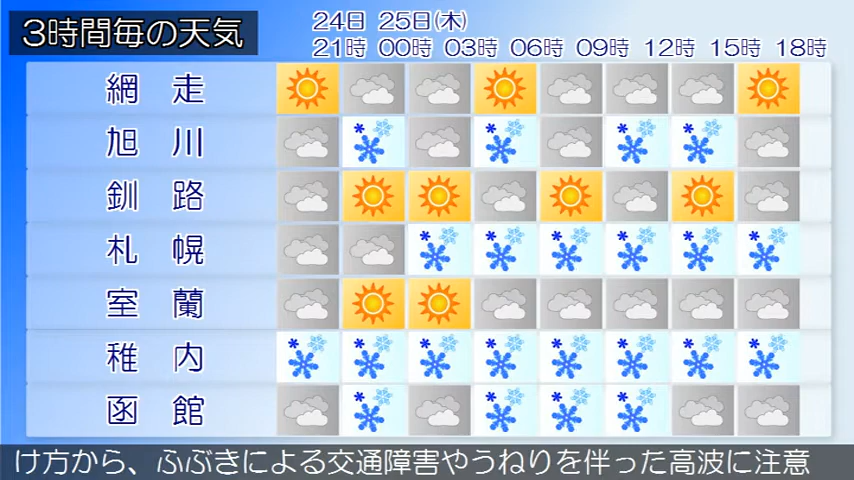 3時間毎の天気
24日 25日(木)
21時 00時 03時 06時 09時 12時 15時 18時
網走
旭川
釧路
札幌
室蘭
稚内
函館
け方から、ふぶきによる交通障害やうねりを伴った高波に注意